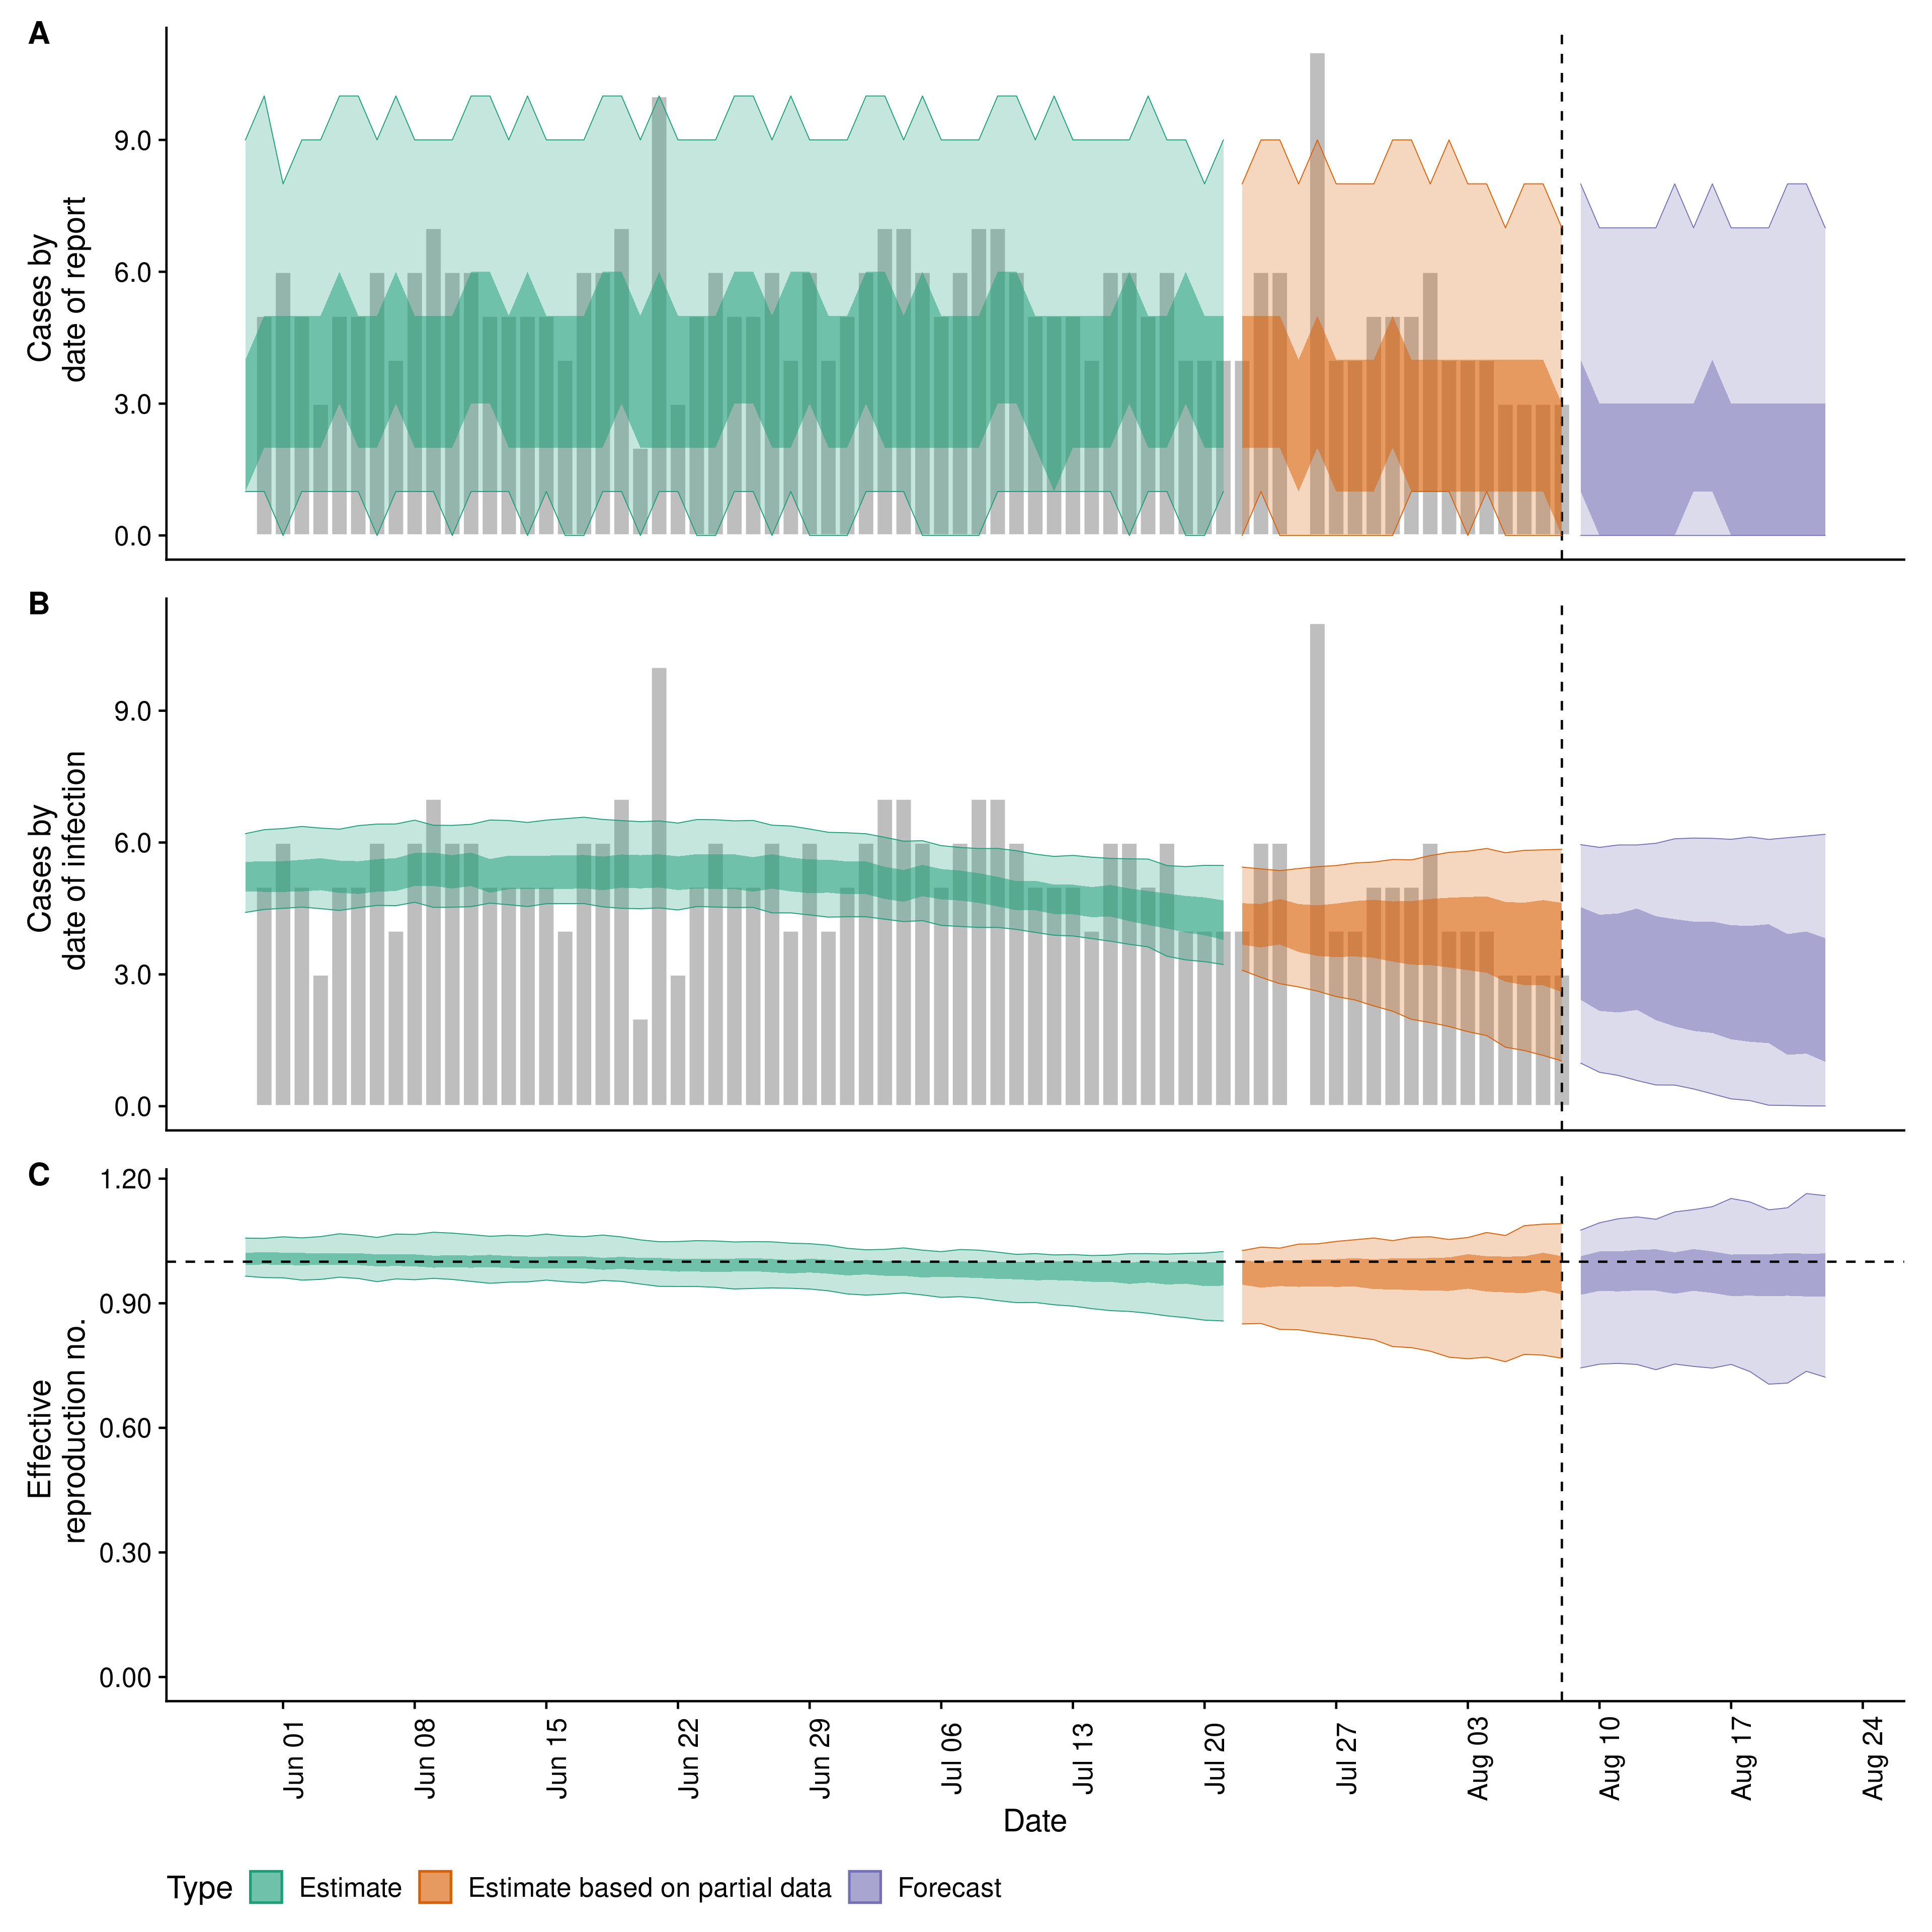 A
Cases by
date of report
9.0
6.0
3.0
0.0
B
Cases by
date of infection
9.0
6.0
3.0
0.0
C
Effective
reproduction no.
1.20
0.90
0.60
0.30
0.00
Jun 01
Jun 08
Jun 15
Jun 22
Jun 29
Jul 06
Jul 13
Jul 20
Jul 27
Aug 03
Aug 10
Aug 17
Aug 24
Date
Type Estimate Estimate based on partial data Forecast